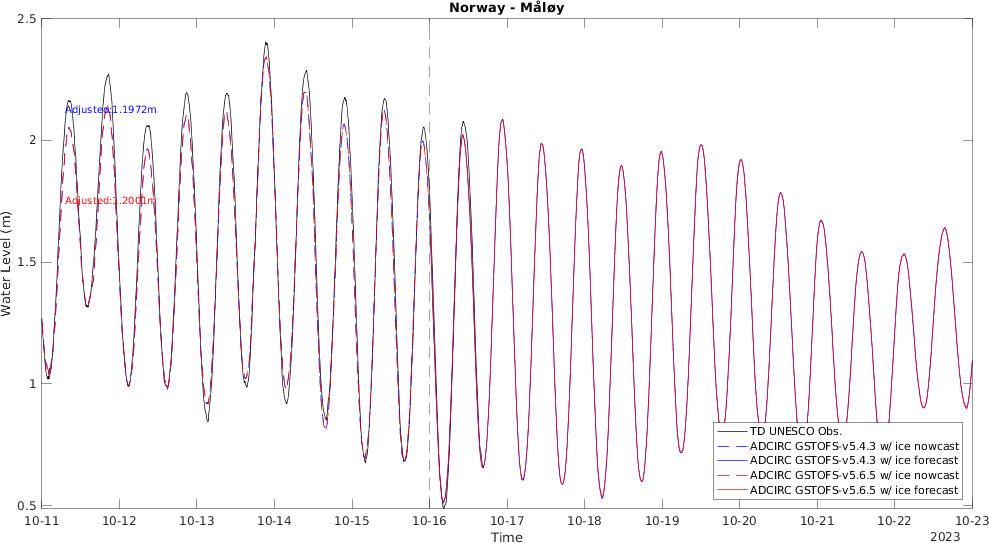 Norway - Måløy
2.5
2
1.5
1
0.5
Water Level (m)
Adjusted:1.1972m
Adjusted:1.2001m
TD UNESCO Obs.
ADCIRC GSTOFS-v5.4.3 w/ ice nowcast
ADCIRC GSTOFS-v5.4.3 w/ ice forecast
ADCIRC GSTOFS-v5.6.5 w/ ice nowcast
ADCIRC GSTOFS-v5.6.5 w/ ice forecast
10-11 10-12 10-13 10-14 10-15 10-16 10-17 10-18 10-19 10-20 10-21 10-22 10-23
Time
2023